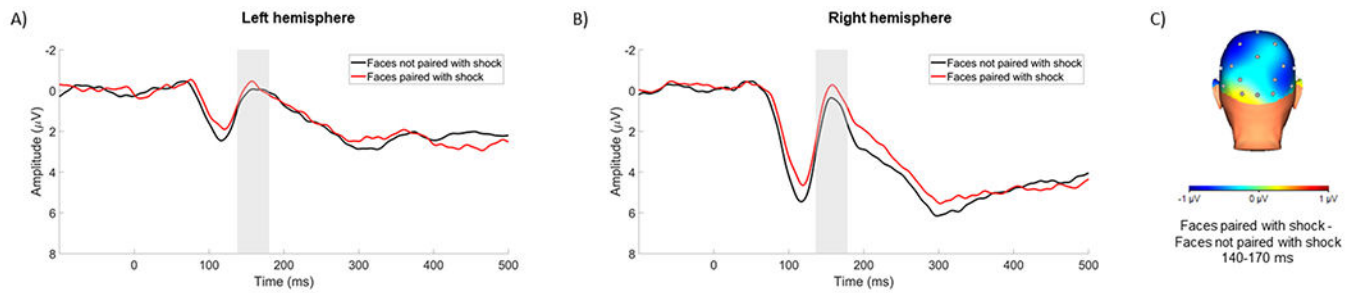 A)
Left hemisphere
-2
0
2
4
6
8
Amplitude (µV)
0
100
200
300
400
500
Time (ms)
Faces not paired with shock
Faces paired with shock
B)
Right hemisphere
-2
0
2
4
6
8
Amplitude (µV)
0
100
200
300
400
500
Time (ms)
Faces not paired with shock
Faces paired with shock
C)
-1 µV 0 µV 1 µV
Faces paired with shock -
Faces not paired with shock
140-170 ms